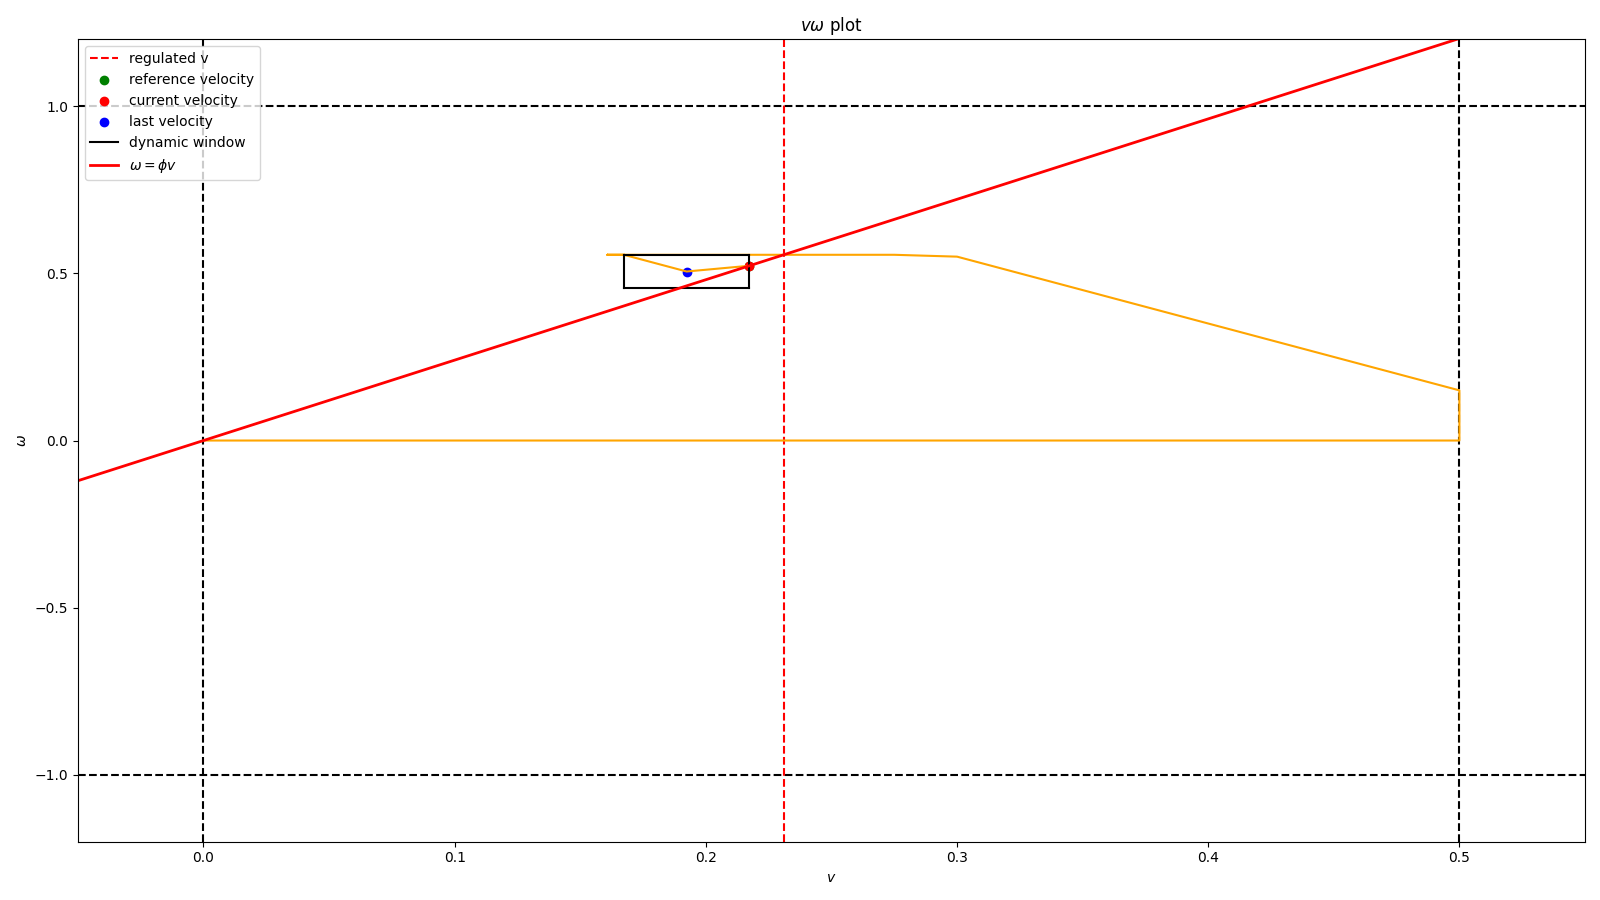 vω plot
regulated v
reference velocity
current velocity
last velocity
dynamic window
ω = ϕv
1.0
0.5
0.0
−0.5
−1.0
ω
0.0 0.1 0.2 0.3 0.4 0.5
v